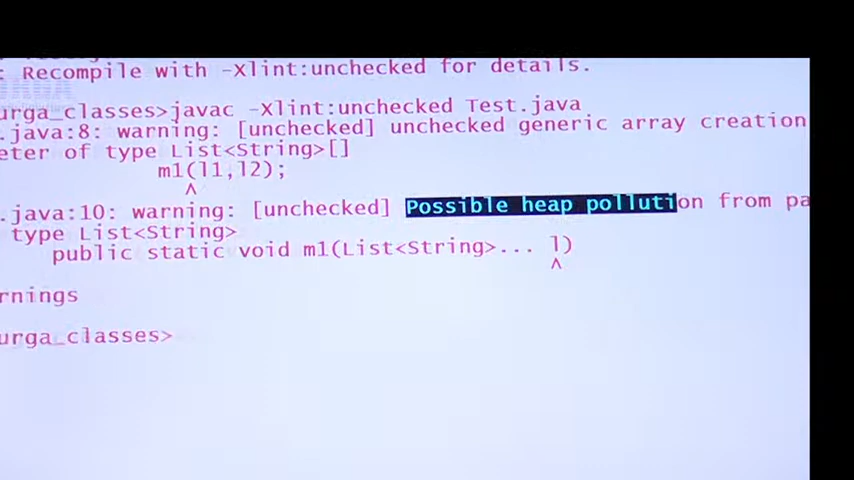 : Recompile with -Xlint:unchecked for details.
urga_classes>javac -Xlint:unchecked Test.java
.java:8: warning: [unchecked] unchecked generic array creation
eter of type List<String>[]
m1(l1,l2);
^
.java:10: warning: [unchecked] Possible heap pollution from pa
type List<String>
public static void m1(List<String>... l)
^
rnings
urga_classes>